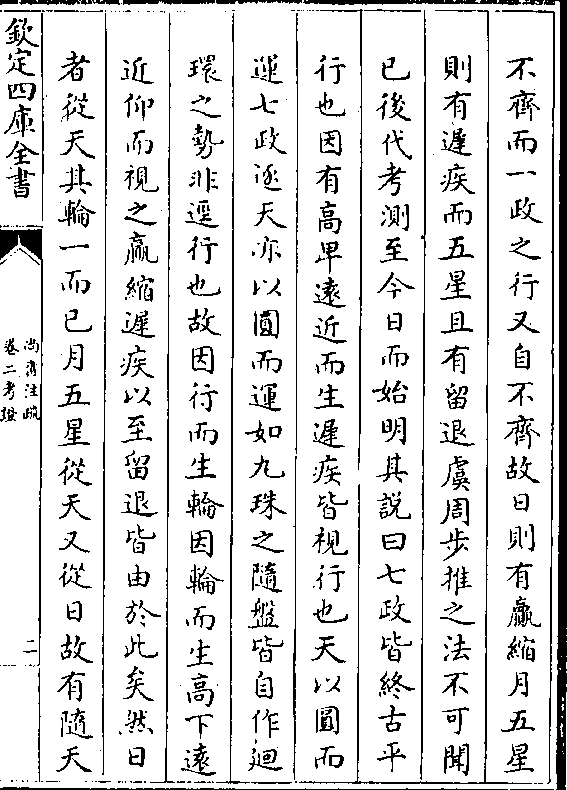 不齊而一政之行又自不齊故日則有贏縮月五星
則有遲疾而五星且有留退虞周步推之法不可聞
已後代考測至今日而始明其說曰七政皆終古平
行也因有高卑遠近而生遲疾皆視行也天以圓而
運七政逐天亦以圓而運如九珠之隨盤皆自作廻
環之勢非逕行也故因行而生輪因輪而生高下遠
近仰而視之贏縮遲疾以至留退皆由於此矣然日
者從天其輪一而已月五星從天又從日故有隨天
欽定四庫全書
尚書注疏
卷二考證
二